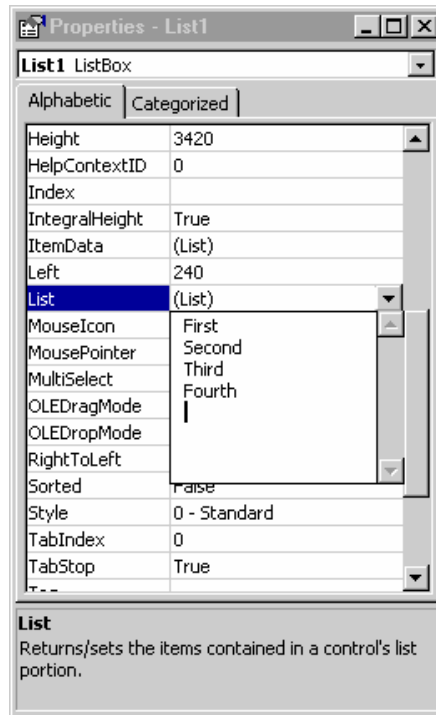 Properties - List1
List1 ListBox
Alphabetic Categorized
Height 3420
HelpContextID 0
Index
IntegralHeight True
ItemData (List)
Left 240
List (List)
MouseIcon First
MousePointer Second
MultiSelect Third
OLEDragMode Fourth
OLEDropMode
RightToLeft
Sorted False
Style 0 - Standard
TabIndex 0
TabStop True
List
Returns/sets the items contained in a control's list
portion.